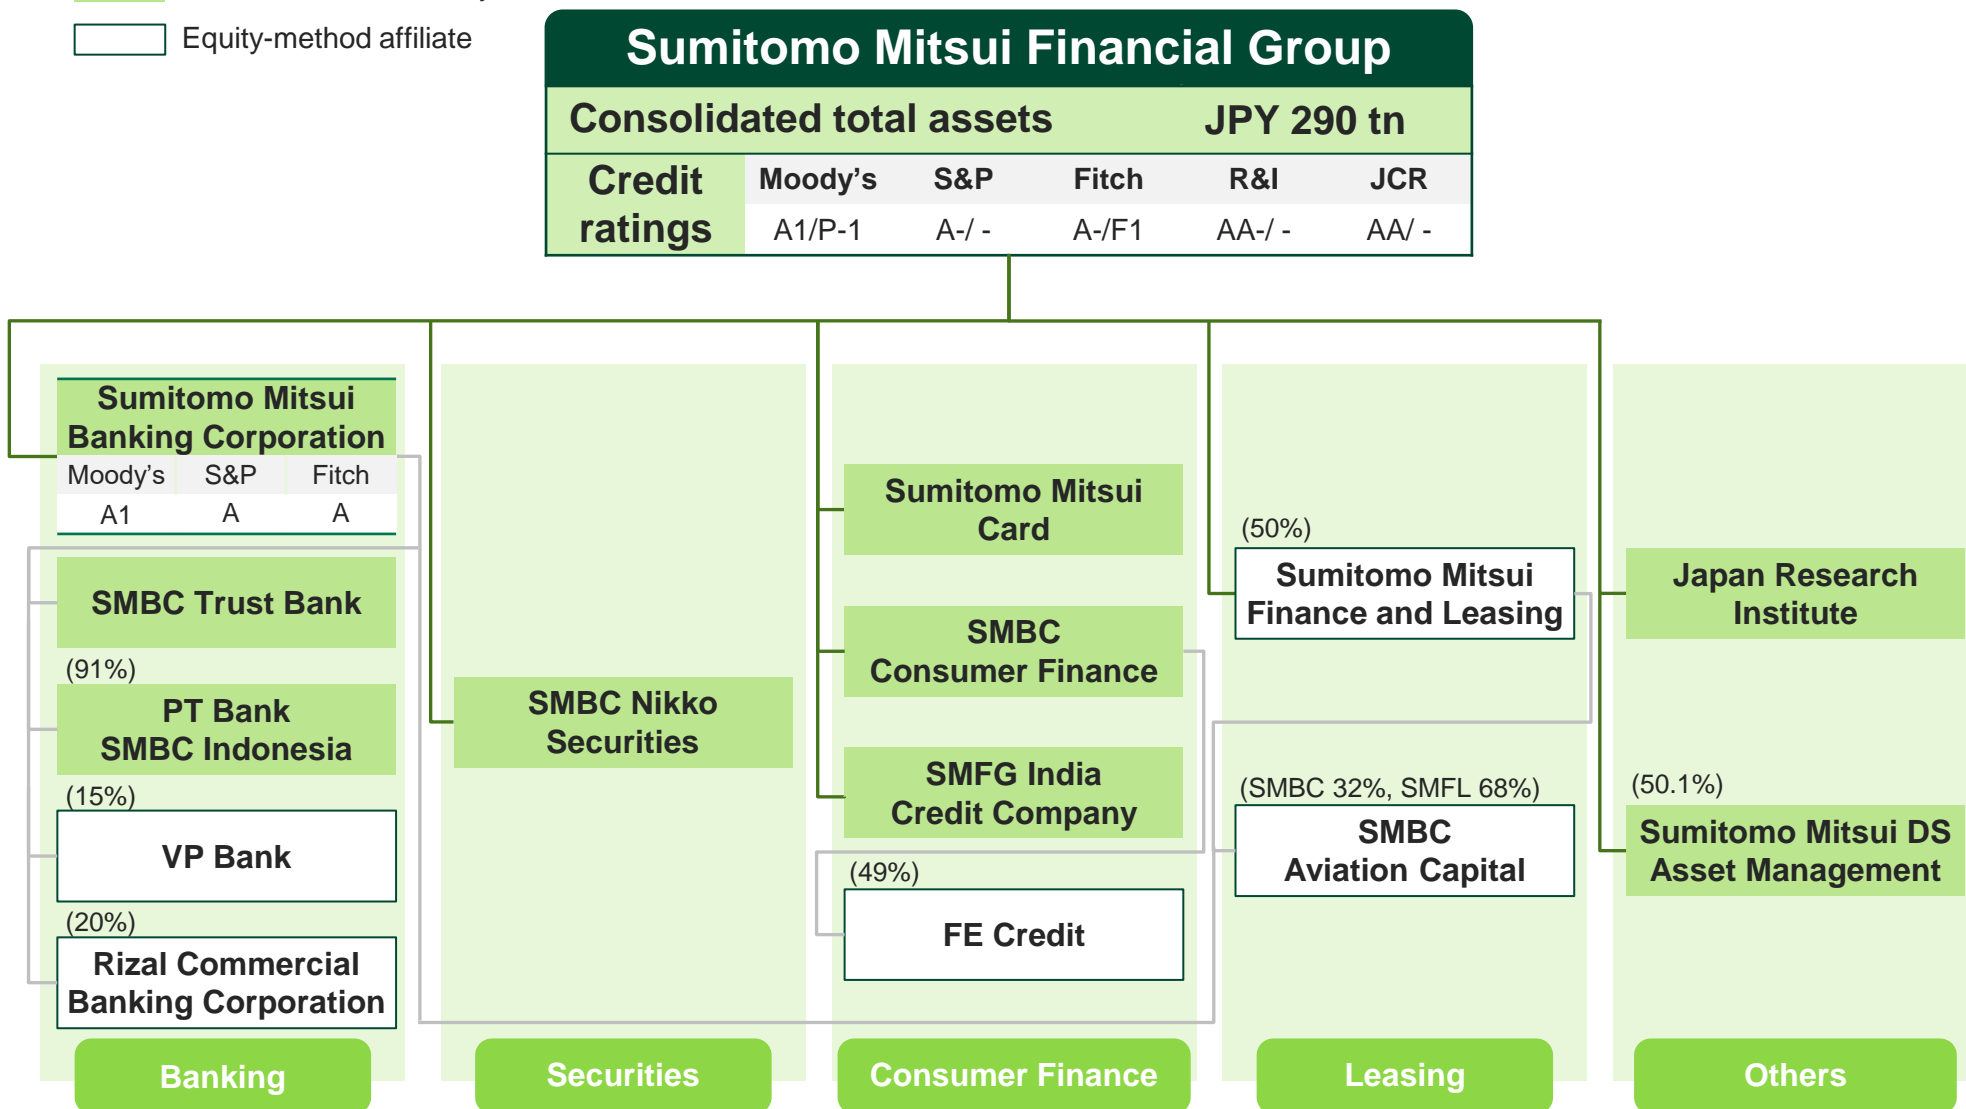 Equity-method affiliate
Sumitomo Mitsui Financial Group
Consolidated total assets JPY 290 tn
Credit ratings
Moody's S&P Fitch R&I JCR
A1/P-1 A-/ - A-/F1 AA-/ - AA/ -
Sumitomo Mitsui
Banking Corporation
Moody's S&P Fitch
A1 A A
SMBC Trust Bank
(91%)
PT Bank
SMBC Indonesia
(15%)
VP Bank
(20%)
Rizal Commercial
Banking Corporation
Banking
SMBC Nikko
Securities
Securities
Sumitomo Mitsui
Card
SMBC
Consumer Finance
SMFG India
Credit Company
(49%)
FE Credit
Consumer Finance
(50%)
Sumitomo Mitsui
Finance and Leasing
(SMBC 32%, SMFL 68%)
SMBC
Aviation Capital
Leasing
Japan Research
Institute
(50.1%)
Sumitomo Mitsui DS
Asset Management
Others